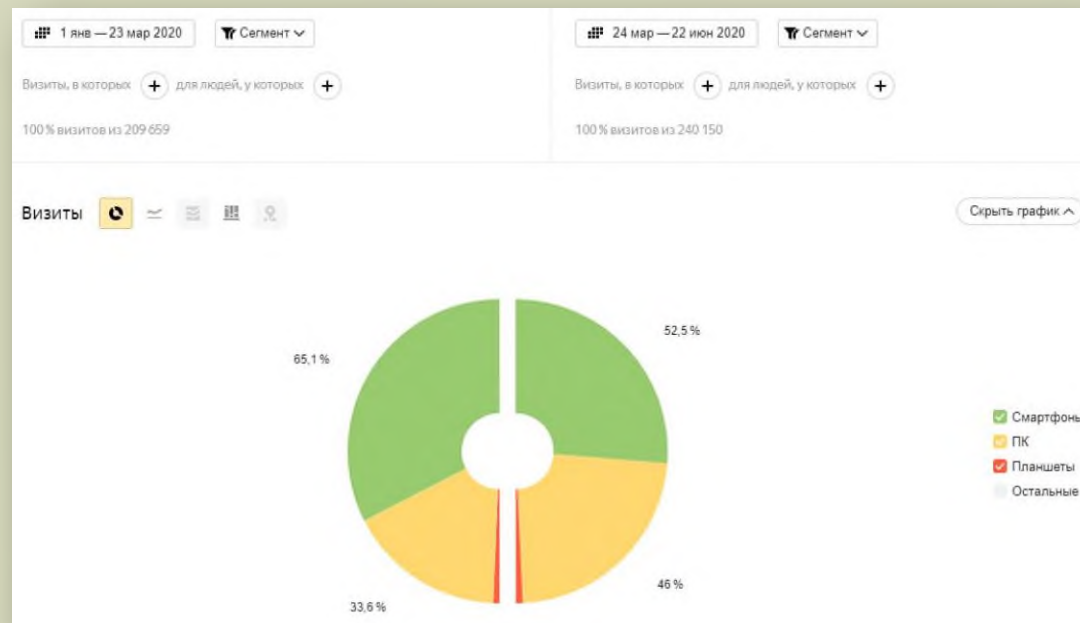 1 янв — 23 мар 2020 Сегмент
24 мар — 22 июн 2020 Сегмент
Визиты, в которых + для людей, у которых +
Визиты, в которых + для людей, у которых +
100 % визитов из 209 659
100 % визитов из 240 150
Визиты
Скрыть график
52,5 %
65,1 %
Смартфоны
ПК
Планшеты
Остальные
46 %
33,6 %